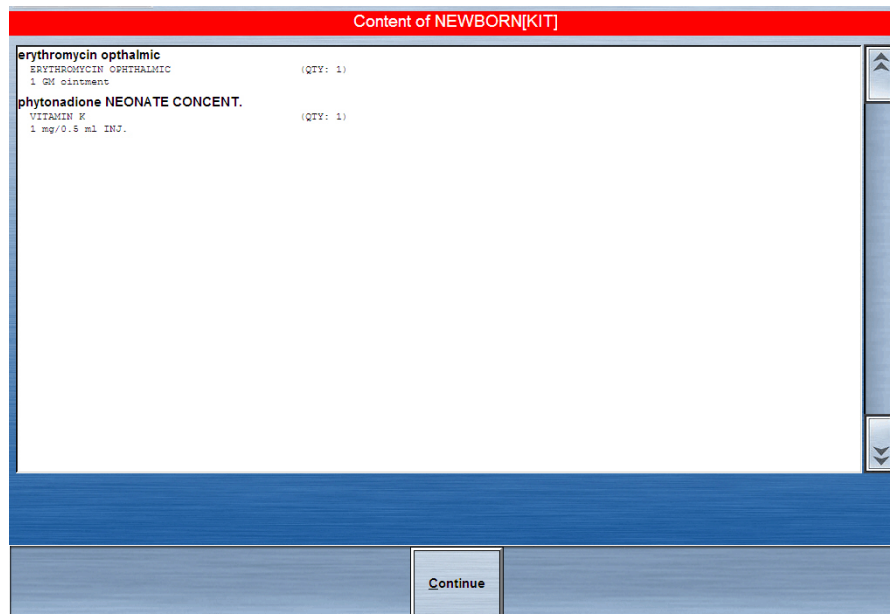 Content of NEWBORN[KIT]
erythromycin opthalmic
ERYTHROMYCIN OPHTHALMIC (QTY: 1)
1 GM ointment
phytonadione NEONATE CONCENT.
VITAMIN K (QTY: 1)
1 mg/0.5 ml INJ.
Continue